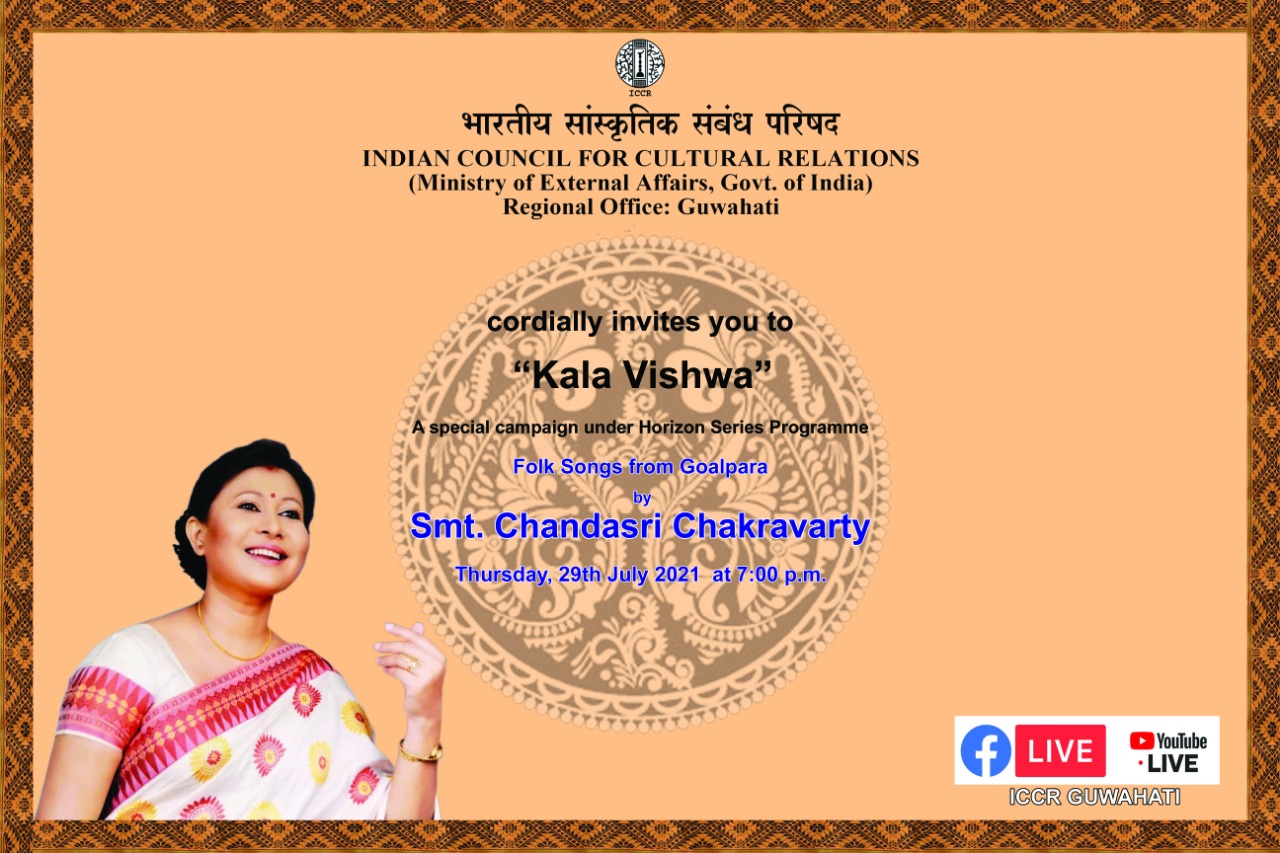 ICCR
भारतीय सांस्कृतिक संबंध परिषद
INDIAN COUNCIL FOR CULTURAL RELATIONS
(Ministry of External Affairs, Govt. of India)
Regional Office: Guwahati
cordially invites you to
“Kala Vishwa”
A special campaign under Horizon Series Programme
Folk Songs from Goalpara
by
Smt. Chandasri Chakravarty
Thursday, 29th July 2021 at 7:00 p.m.
f LIVE YouTube
LIVE
ICCR GUWAHATI